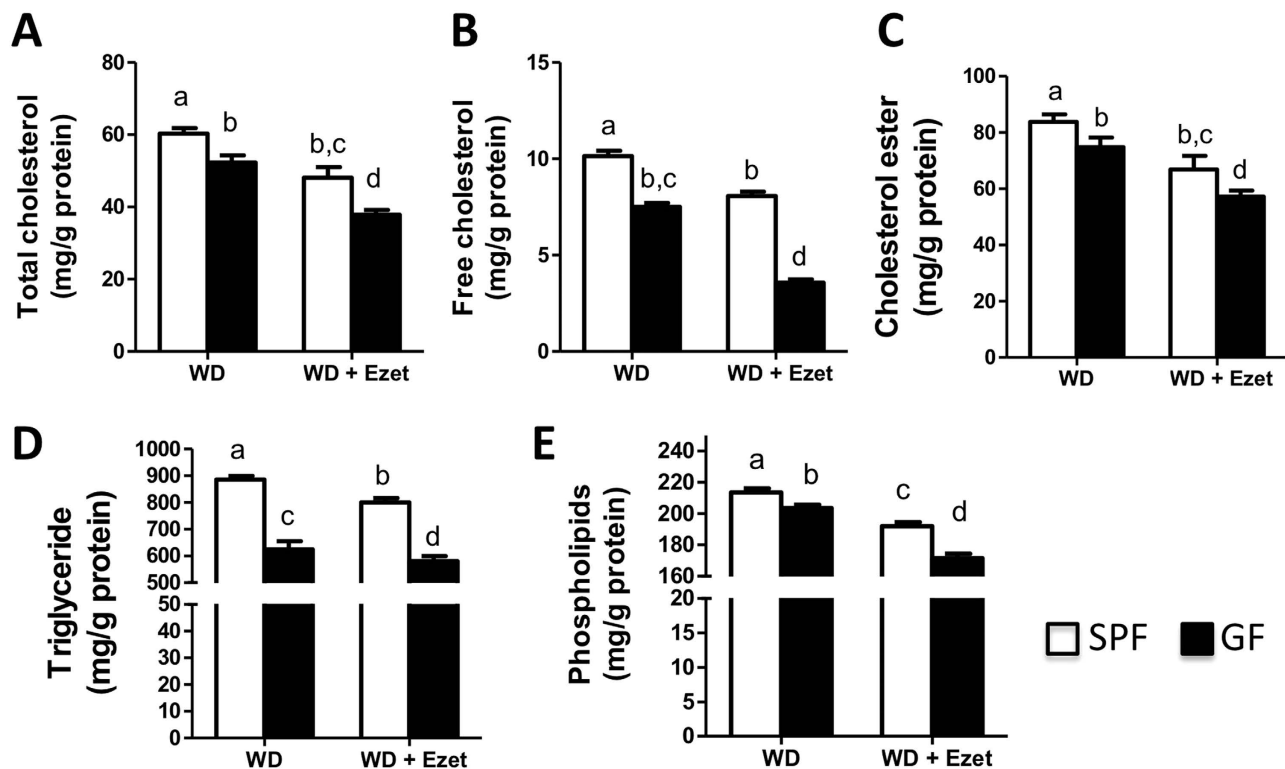 A
Total cholesterol
(mg/g protein)
80
60
40
20
0
a
b
b,c
d
WD
WD + Ezet
B
Free cholesterol
(mg/g protein)
15
10
5
0
a
b,c
b
d
WD
WD + Ezet
C
Cholesterol ester
(mg/g protein)
100
80
60
40
20
0
a
b
b,c
d
WD
WD + Ezet
D
Triglyceride
(mg/g protein)
1000
900
800
700
600
500
50
40
30
20
10
0
a
c
b
d
WD
WD + Ezet
E
Phospholipids
(mg/g protein)
240
220
200
180
160
20
15
10
5
0
a
b
c
d
WD
WD + Ezet
SPF
GF